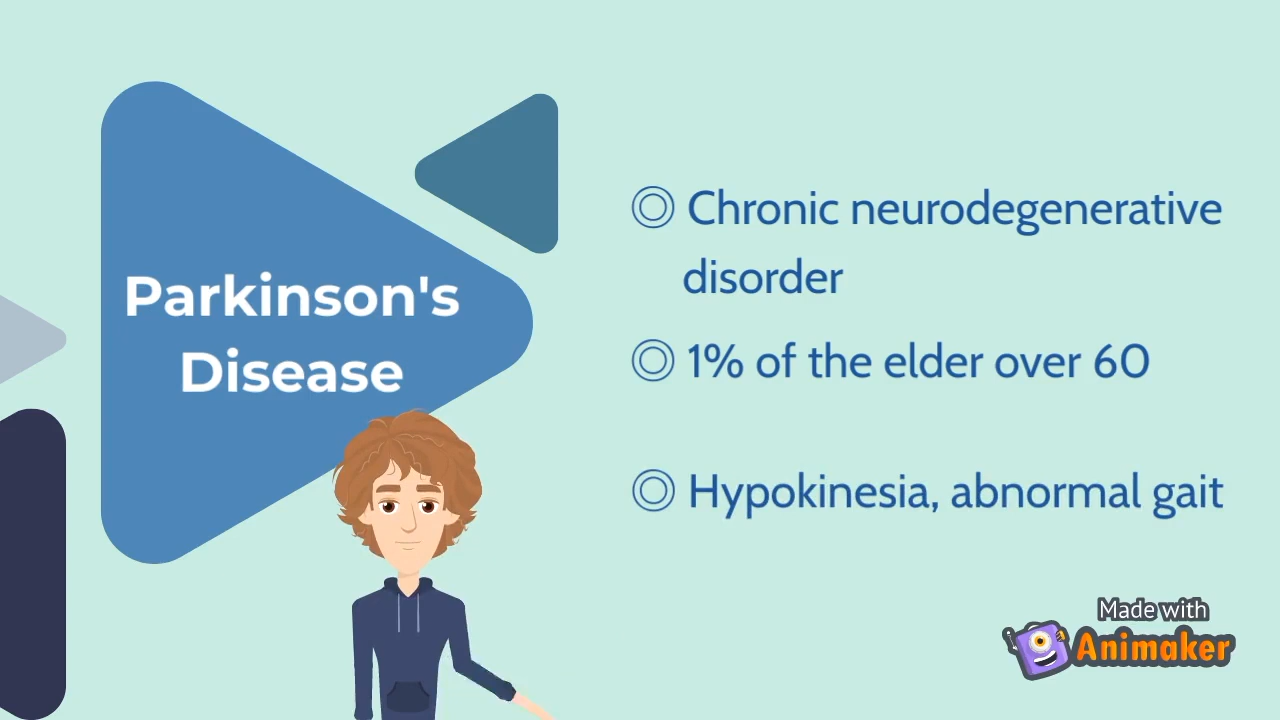 Parkinson's
Disease
◎ Chronic neurodegenerative
disorder
◎ 1% of the elder over 60
◎ Hypokinesia, abnormal gait
Made with
Animaker